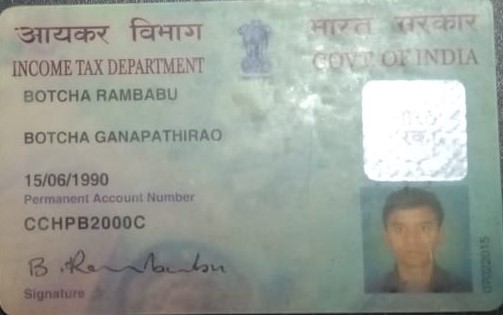 आयकर विभाग
भारत सरकार
INCOME TAX DEPARTMENT
GOVT. OF INDIA
BOTCHA RAMBABU
BOTCHA GANAPATHIRAO
15/06/1990
Permanent Account Number
CCHPB2000C
B. Rambabu
Signature
07022015